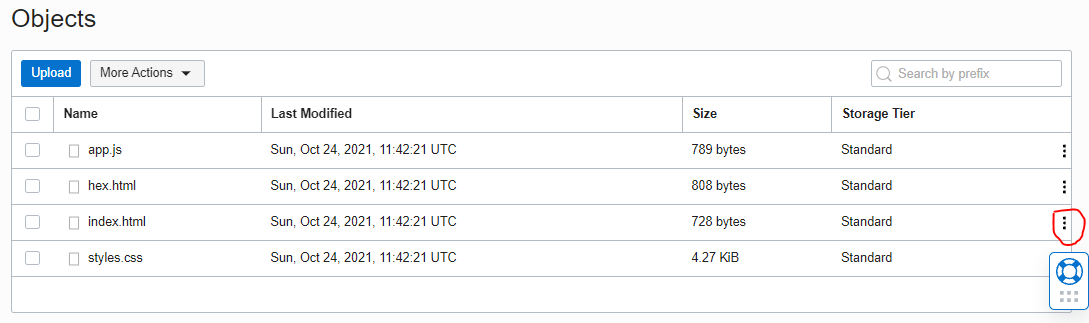 Objects
Upload More Actions Search by prefix
Name Last Modified Size Storage Tier
app.js Sun, Oct 24, 2021, 11:42:21 UTC 789 bytes Standard
hex.html Sun, Oct 24, 2021, 11:42:21 UTC 808 bytes Standard
index.html Sun, Oct 24, 2021, 11:42:21 UTC 728 bytes Standard
styles.css Sun, Oct 24, 2021, 11:42:21 UTC 4.27 KiB Standard